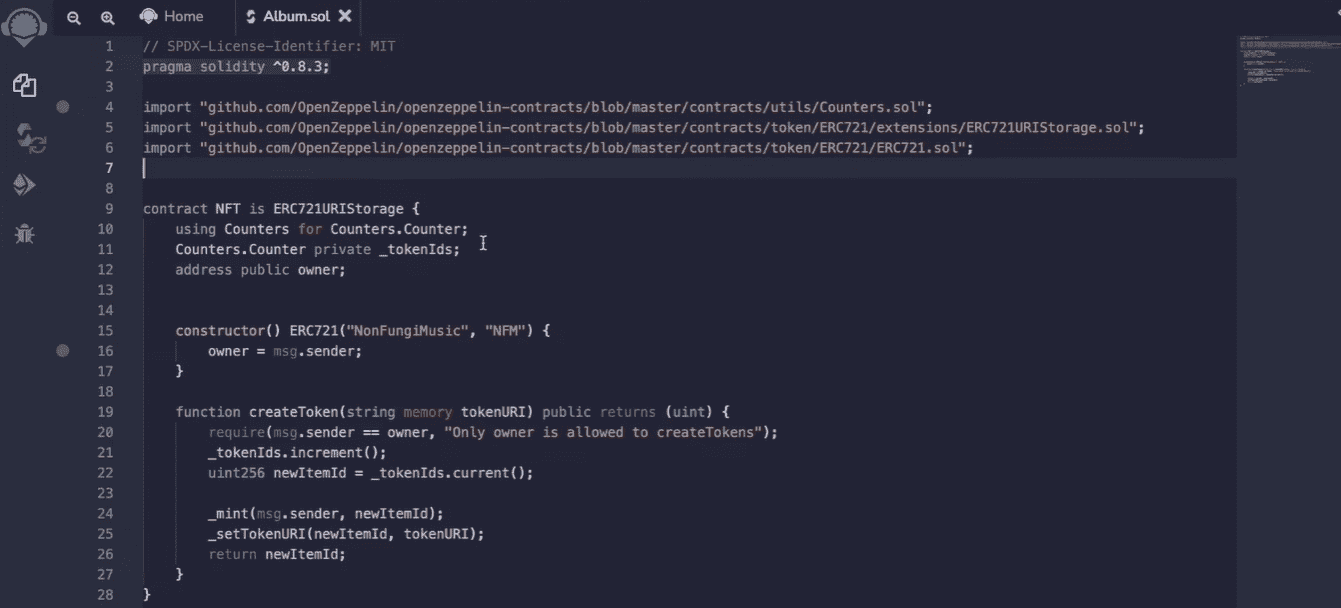 Home
Album.sol
1 // SPDX-License-Identifier: MIT
2 pragma solidity ^0.8.3;
3
4 import "github.com/OpenZeppelin/openzeppelin-contracts/blob/master/contracts/utils/Counters.sol";
5 import "github.com/OpenZeppelin/openzeppelin-contracts/blob/master/contracts/token/ERC721/extensions/ERC721URIStorage.sol";
6 import "github.com/OpenZeppelin/openzeppelin-contracts/blob/master/contracts/token/ERC721/ERC721.sol";
7
8
9 contract NFT is ERC721URIStorage {
10 using Counters for Counters.Counter;
11 Counters.Counter private _tokenIds;
12 address public owner;
13
14
15 constructor() ERC721("NonFungiMusic", "NFM") {
16 owner = msg.sender;
17 }
18
19 function createToken(string memory tokenURI) public returns (uint) {
20 require(msg.sender == owner, "Only owner is allowed to createTokens");
21 _tokenIds.increment();
22 uint256 newItemId = _tokenIds.current();
23
24 _mint(msg.sender, newItemId);
25 _setTokenURI(newItemId, tokenURI);
26 return newItemId;
27 }
28 }